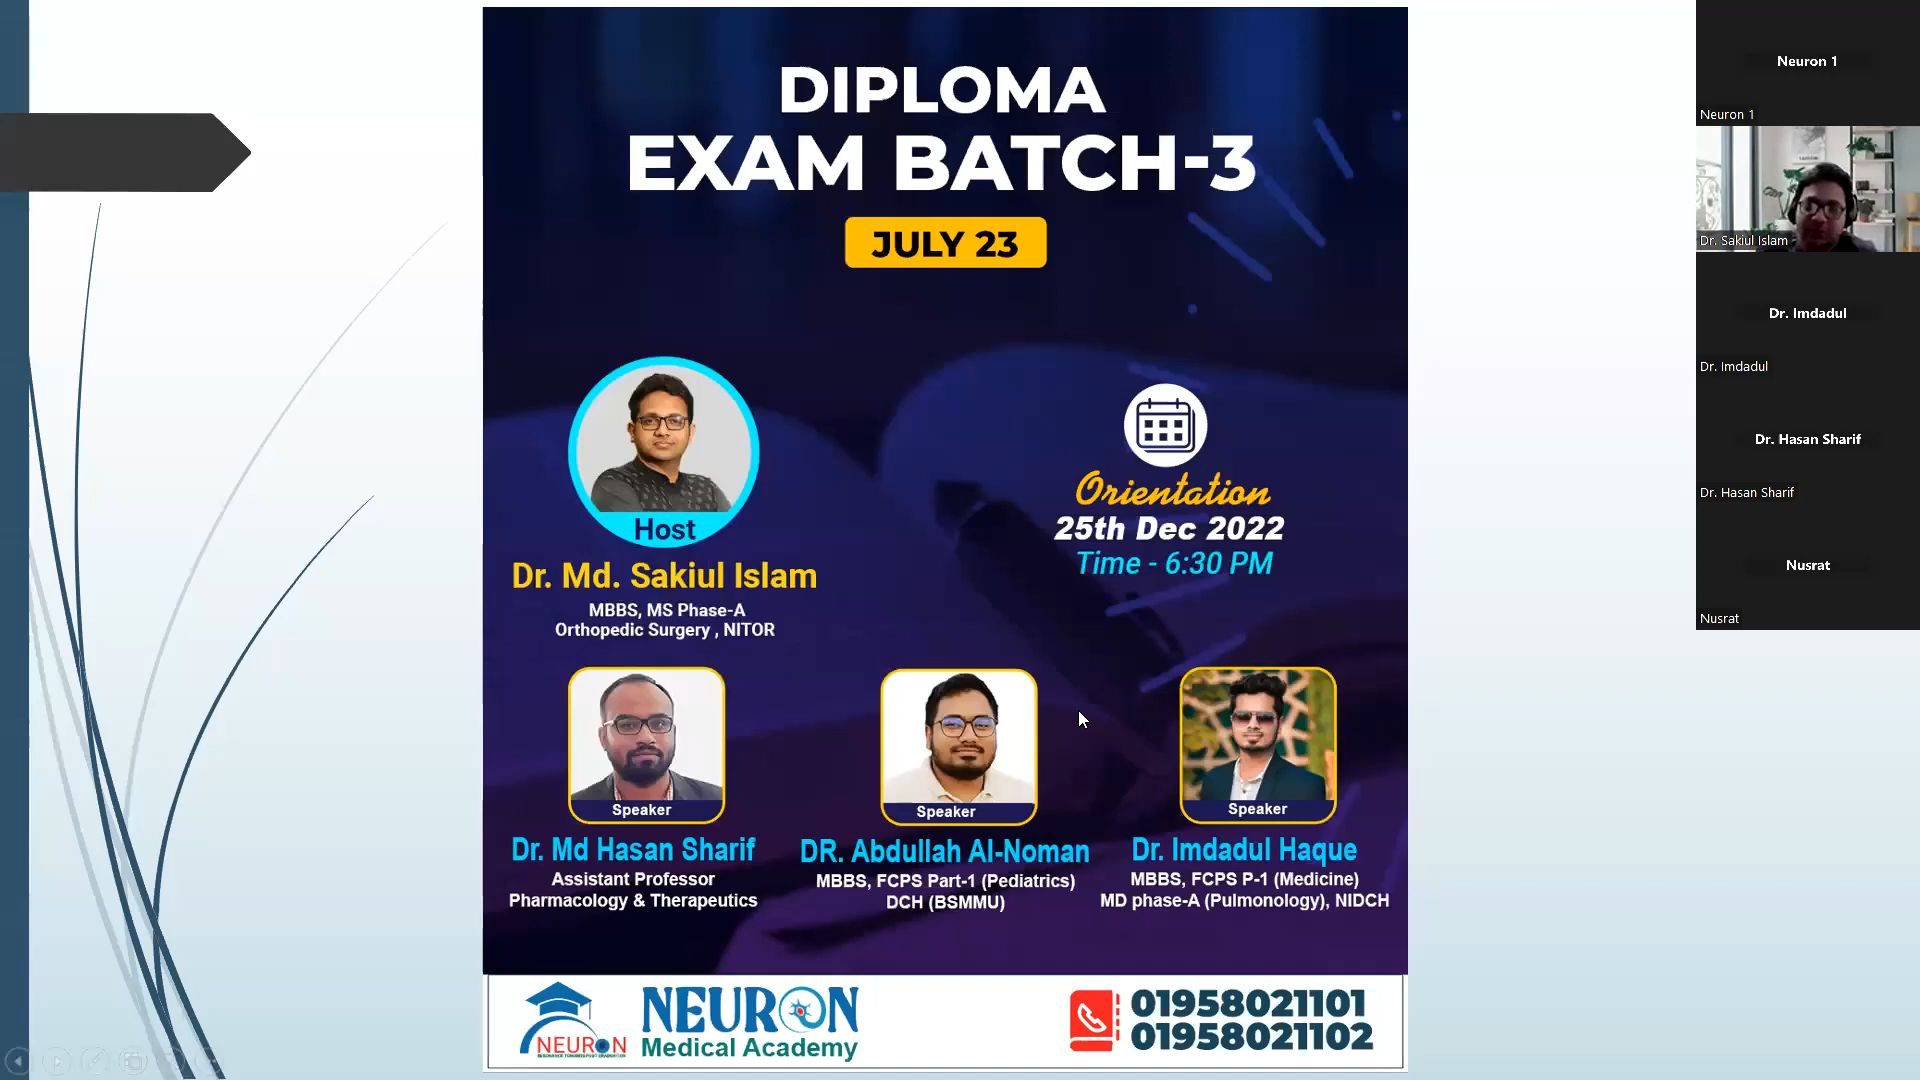 DIPLOMA
EXAM BATCH-3
JULY 23
Host
Dr. Md. Sakiul Islam
MBBS, MS Phase-A
Orthopedic Surgery , NITOR
Orientation
25th Dec 2022
Time - 6:30 PM
Speaker
Dr. Md Hasan Sharif
Assistant Professor
Pharmacology & Therapeutics
Speaker
DR. Abdullah Al-Noman
MBBS, FCPS Part-1 (Pediatrics)
DCH (BSMMU)
Speaker
Dr. Imdadul Haque
MBBS, FCPS P-1 (Medicine)
MD phase-A (Pulmonology), NIDCH
NEURON
NEURON
Medical Academy
01958021101
01958021102
Neuron 1
Neuron 1
Dr. Sakiul Islam
Dr. Imdadul
Dr. Imdadul
Dr. Hasan Sharif
Dr. Hasan Sharif
Nusrat
Nusrat